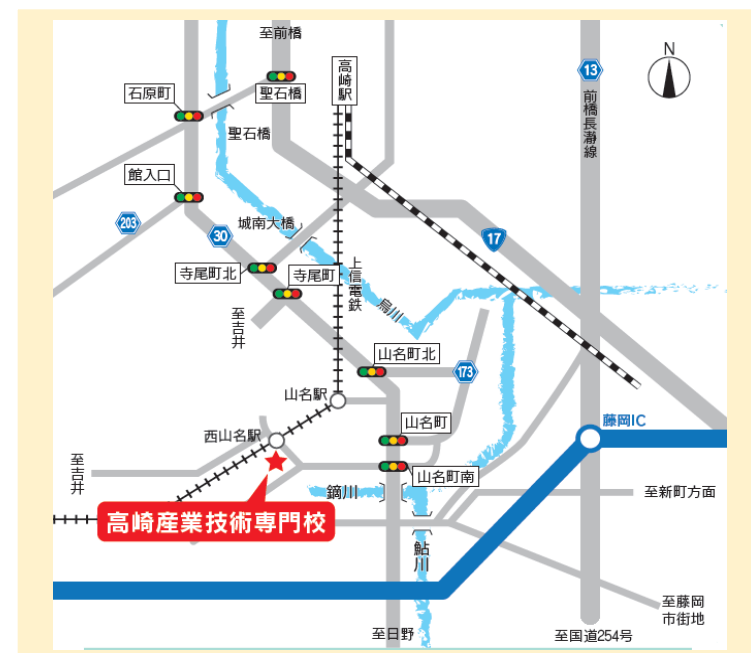 至前橋
N
高崎駅
13
石原町
聖石橋
前橋長瀞線
聖石橋
館入口
203
30
城南大橋
17
寺尾町北
寺尾町
上信電鉄
烏川
至吉井
山名町北
173
山名駅
山名町
藤岡IC
西山名駅
至吉井
山名町南
鏑川
至新町方面
高崎産業技術専門校
鮎川
至藤岡
市街地
至日野
至国道254号